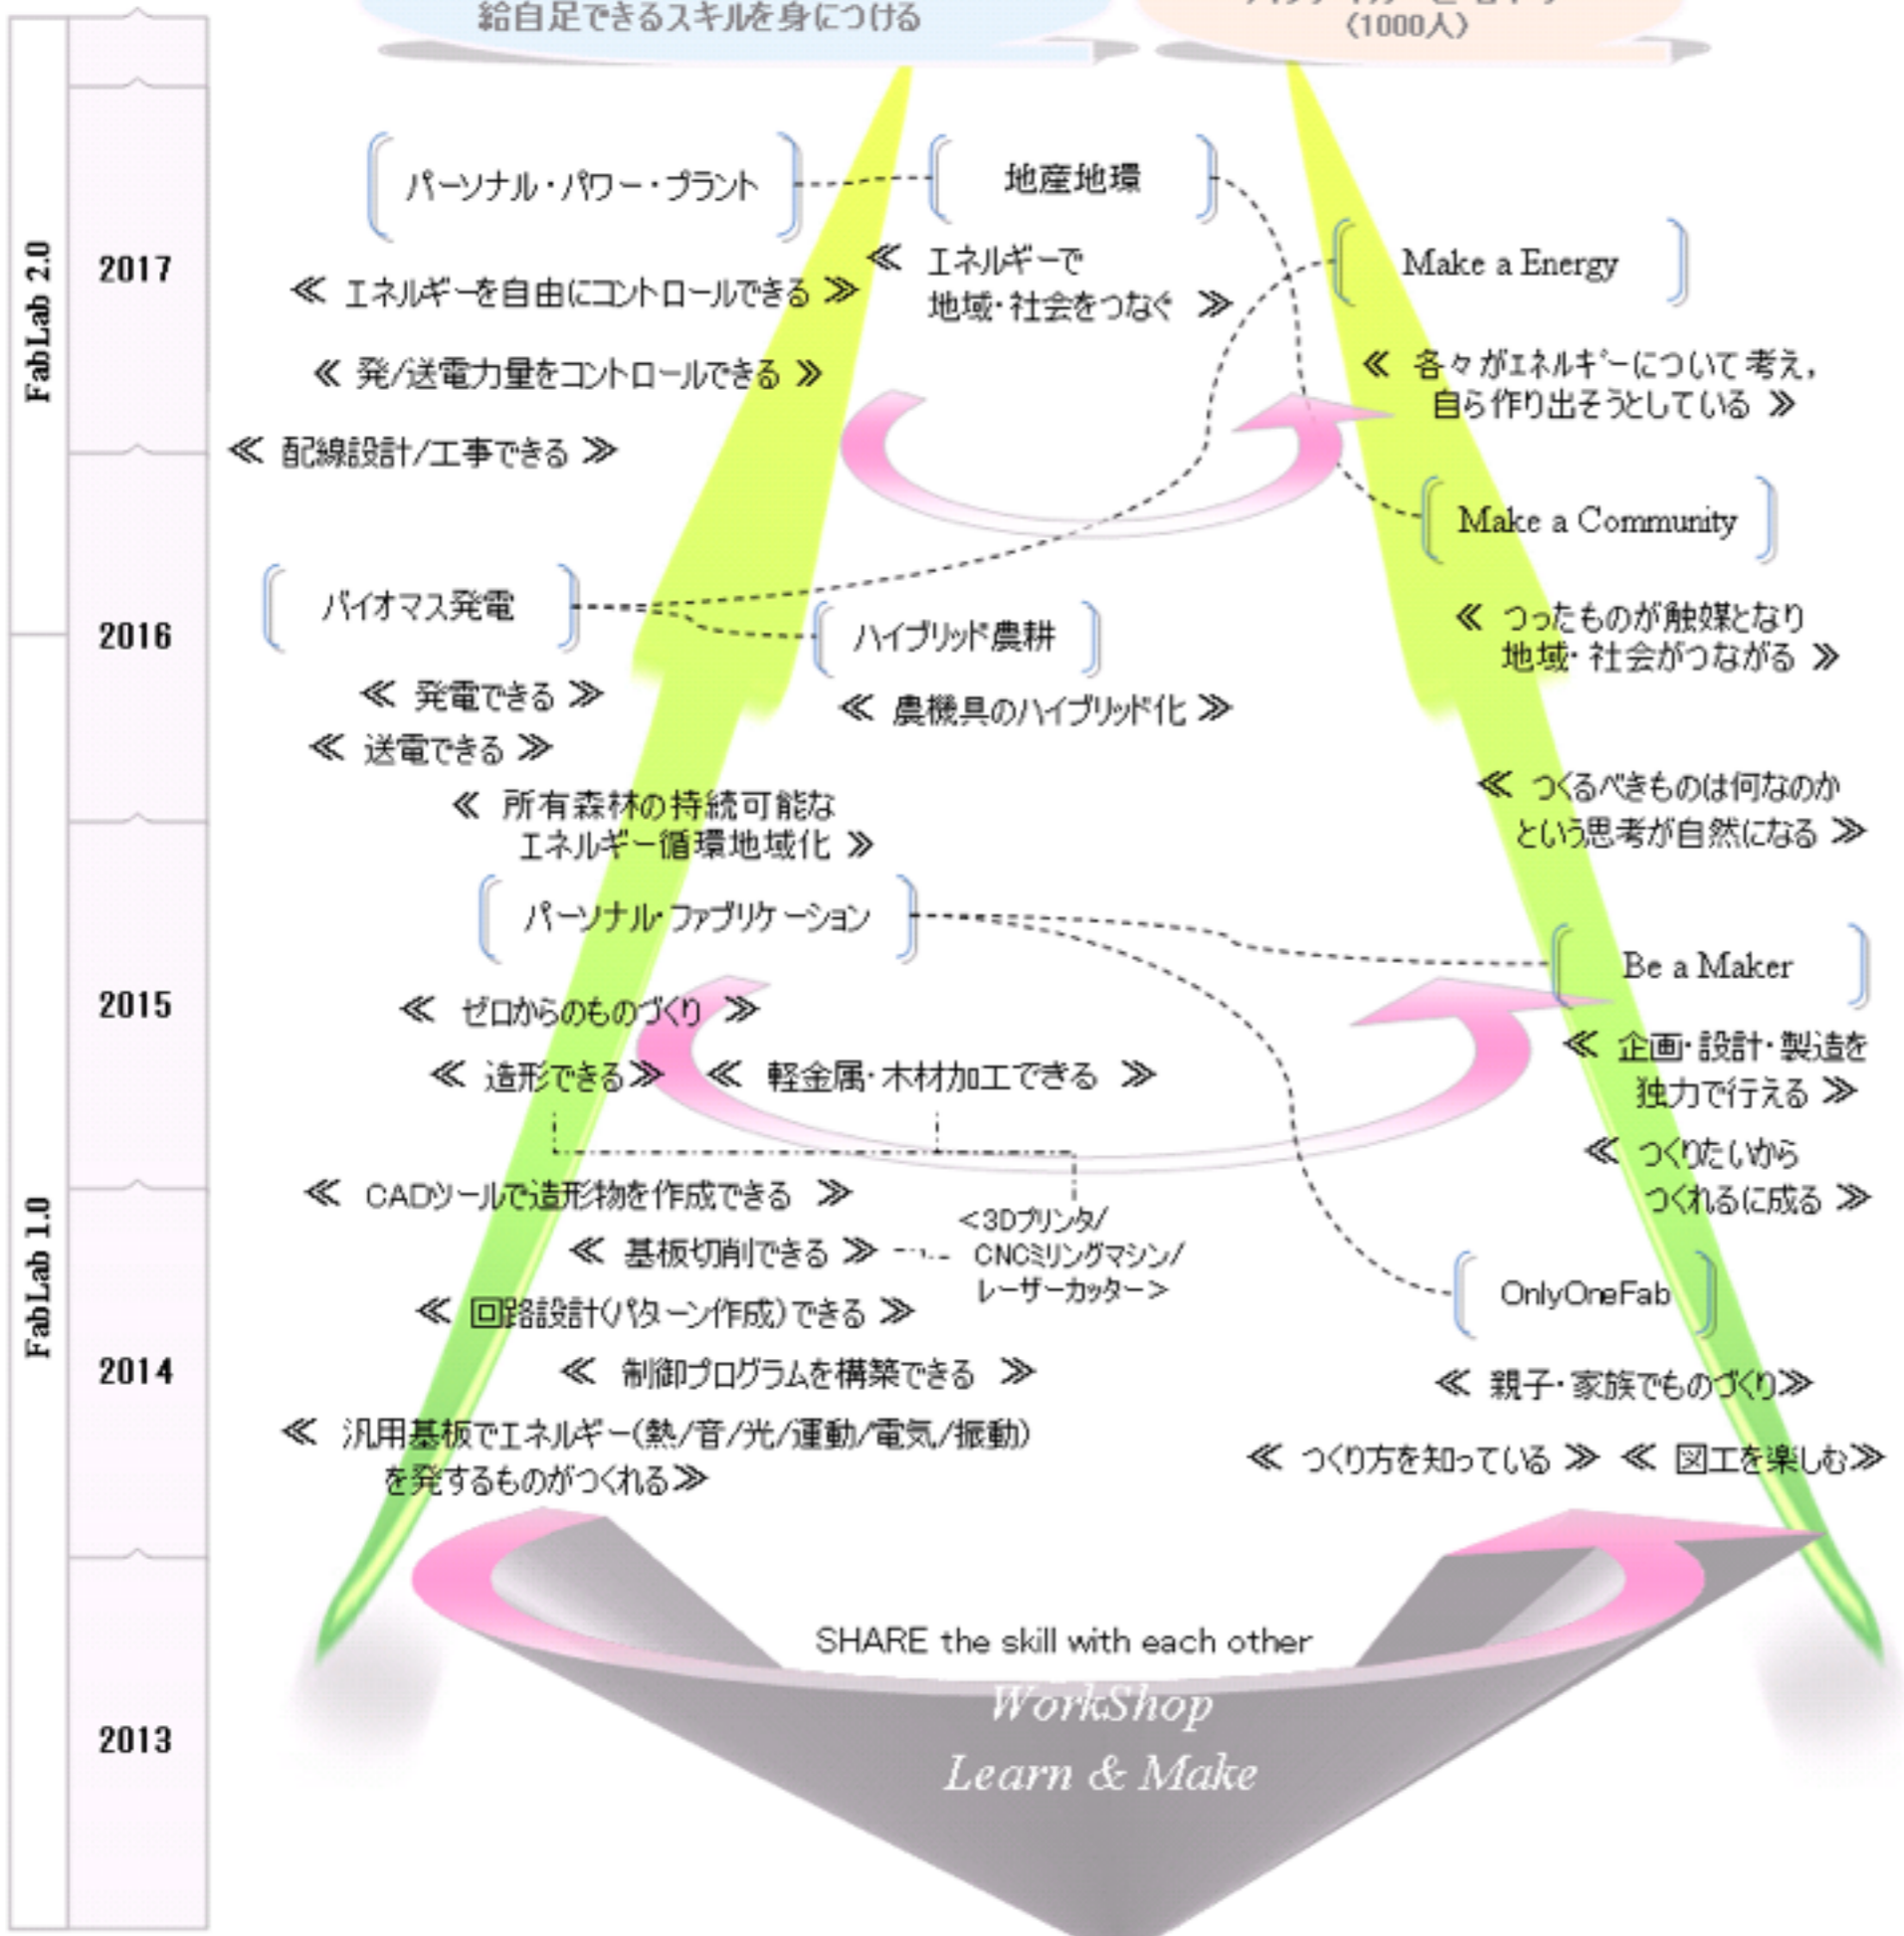 給自足できるスキルを身につける
(1000人)
FabLab 2.0
2017
パーソナル・パワー・プラント
地産地環
≪ エネルギーを自由にコントロールできる ≫
≪ エネルギーで
地域・社会をつなぐ ≫
Make a Energy
≪ 発/送電力量をコントロールできる ≫
≪ 各々がエネルギーについて考え,
自ら作り出そうとしている ≫
≪ 配線設計/工事できる ≫
Make a Community
2016
バイオマス発電
ハイブリッド農耕
≪ つったものが触媒となり
地域・社会がつながる ≫
≪ 発電できる ≫
≪ 農機具のハイブリッド化 ≫
≪ 送電できる ≫
≪ 所有森林の持続可能な
エネルギー循環地域化 ≫
≪ つくるべきものは何なのか
という思考が自然になる ≫
パーソナル・ファブリケーション
Be a Maker
2015
≪ ゼロからのものづくり ≫
≪ 造形できる≫
≪ 軽金属・木材加工できる ≫
≪ 企画・設計・製造を
独力で行える ≫
≪ つくりたいから
つくれるに成る ≫
FabLab 1.0
≪ CADツールで造形物を作成できる ≫
≪ 基板切削できる ≫
<3Dプリンタ/
CNCミリングマシン/
レーザーカッター>
≪ 回路設計(パターン作成)できる ≫
OnlyOneFab
2014
≪ 制御プログラムを構築できる ≫
≪ 親子・家族でものづくり≫
≪ 汎用基板でエネルギー(熱/音/光/運動/電気/振動)
を発するものがつくれる≫
≪ つくり方を知っている ≫ ≪ 図工を楽しむ≫
2013
SHARE the skill with each other
WorkShop
Learn & Make